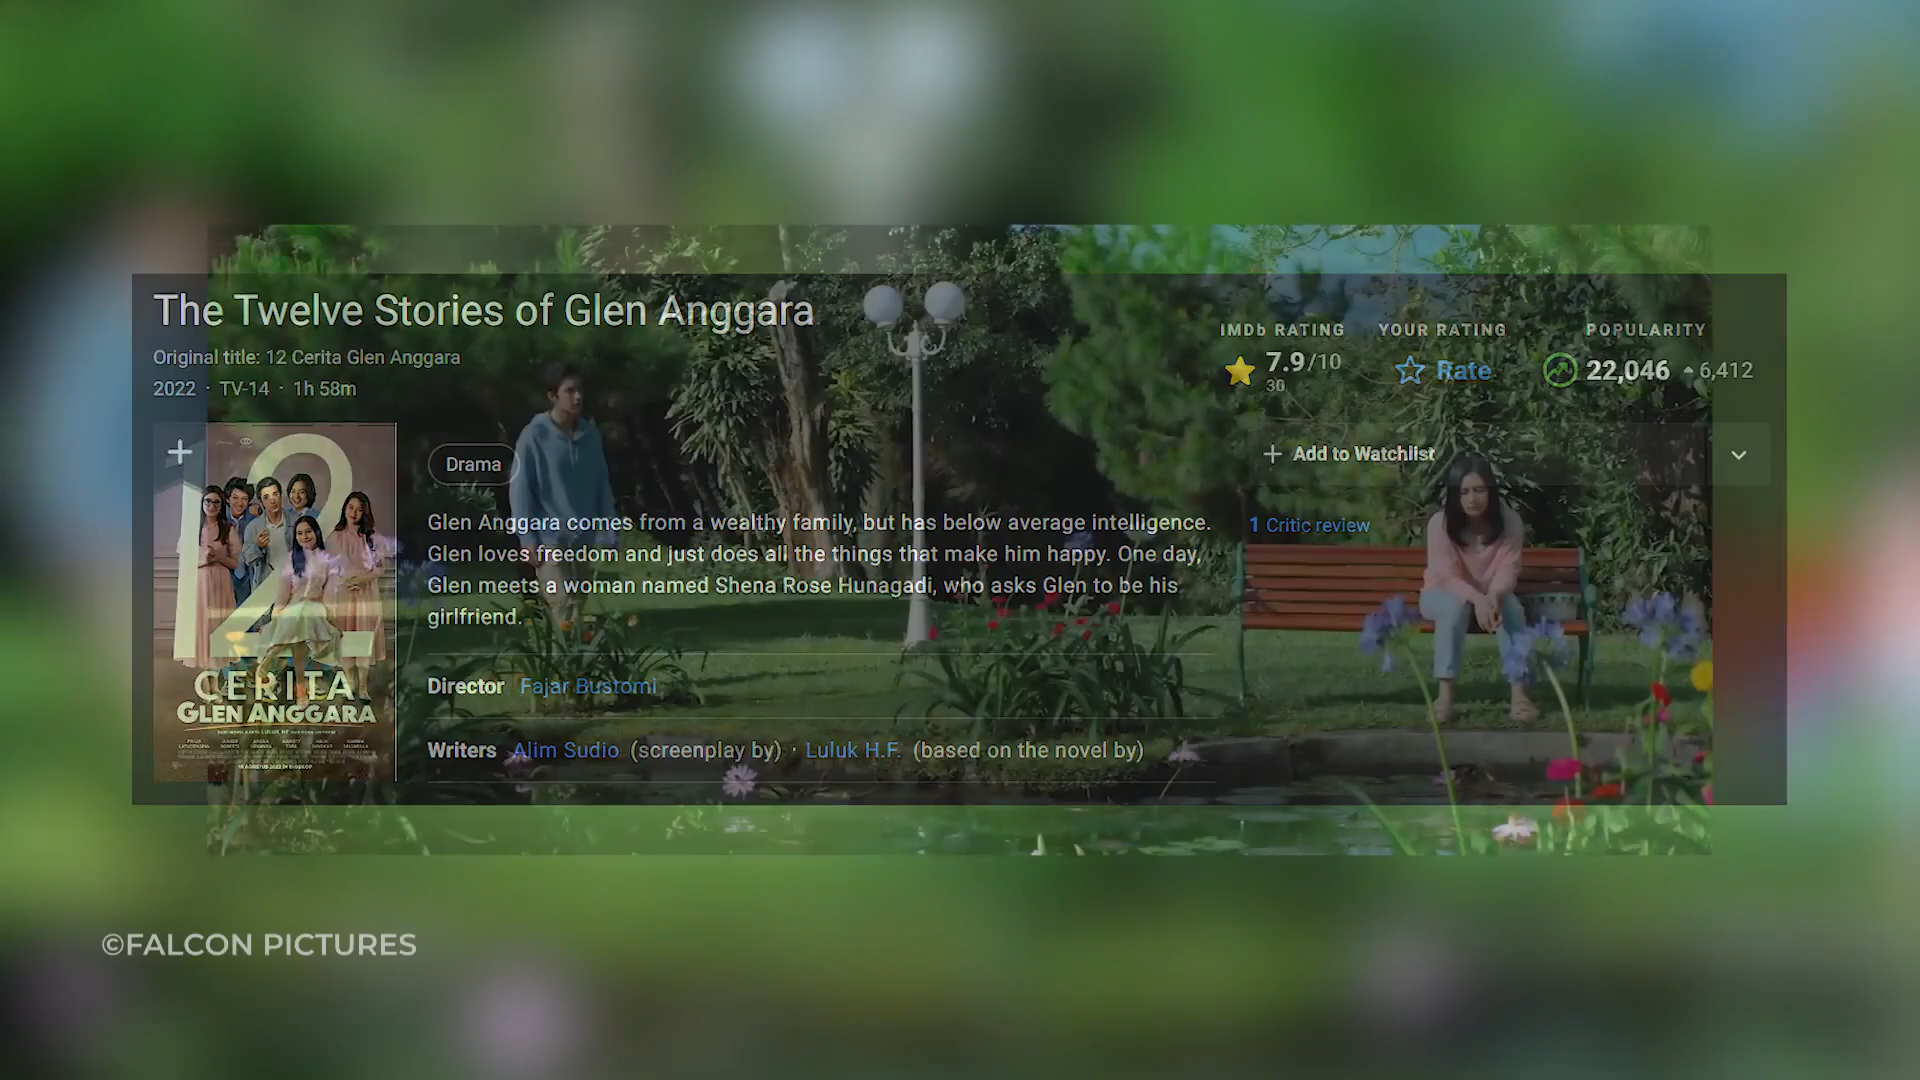 The Twelve Stories of Glen Anggara
Original title: 12 Cerita Glen Anggara
2022 · TV-14 · 1h 58m
IMDb RATING
7.9/10
30
YOUR RATING
Rate
POPULARITY
22,046
6,412
+ Add to Watchlist
1 Critic review
12
CERITA
GLEN ANGGARA
18 AGUSTUS 2022 DI BIOSKOP
Drama
Glen Anggara comes from a wealthy family, but has below average intelligence.
Glen loves freedom and just does all the things that make him happy. One day,
Glen meets a woman named Shena Rose Hunagadi, who asks Glen to be his
girlfriend.
Director Fajar Bustomi
Writers Alim Sudio (screenplay by) · Luluk H.F. (based on the novel by)
©FALCON PICTURES